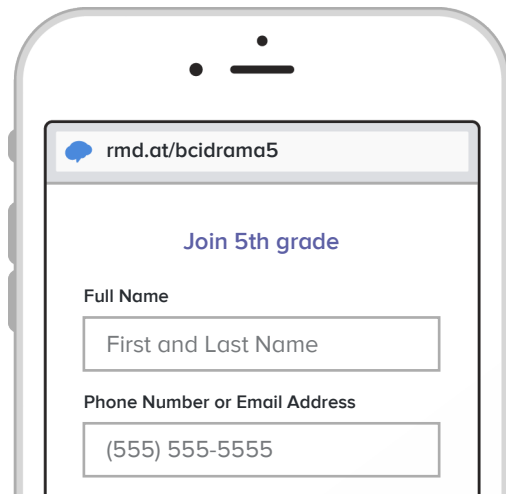 rmd.at/bcidrama5
Join 5th grade
Full Name
First and Last Name
Phone Number or Email Address
(555) 555-5555